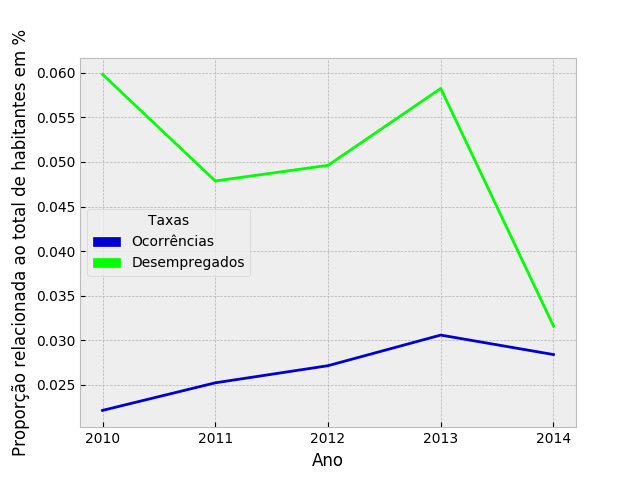 Proporção relacionada ao total de habitantes em %
0.060
0.055
0.050
0.045
0.040
0.035
0.030
0.025
Taxas
Ocorrências
Desempregados
2010 2011 2012 2013 2014
Ano